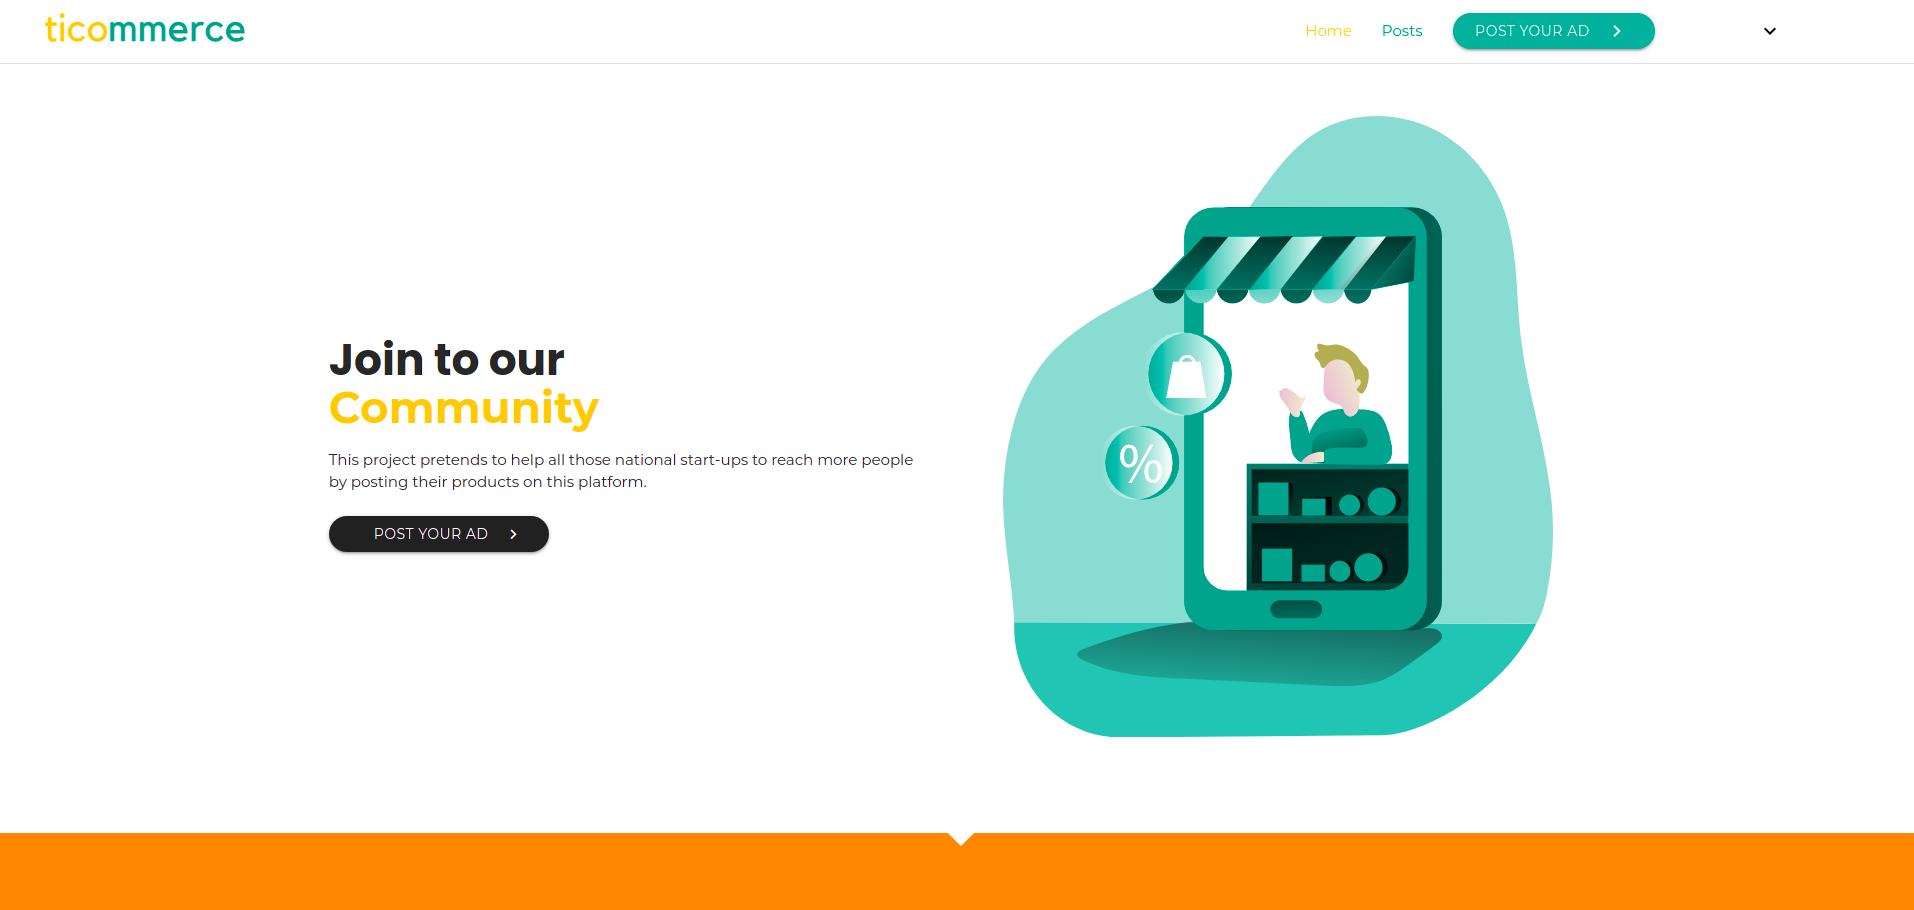 ticommerce
Home
Posts
POST YOUR AD
Join to our
Community
This project pretends to help all those national start-ups to reach more people
by posting their products on this platform.
POST YOUR AD
%